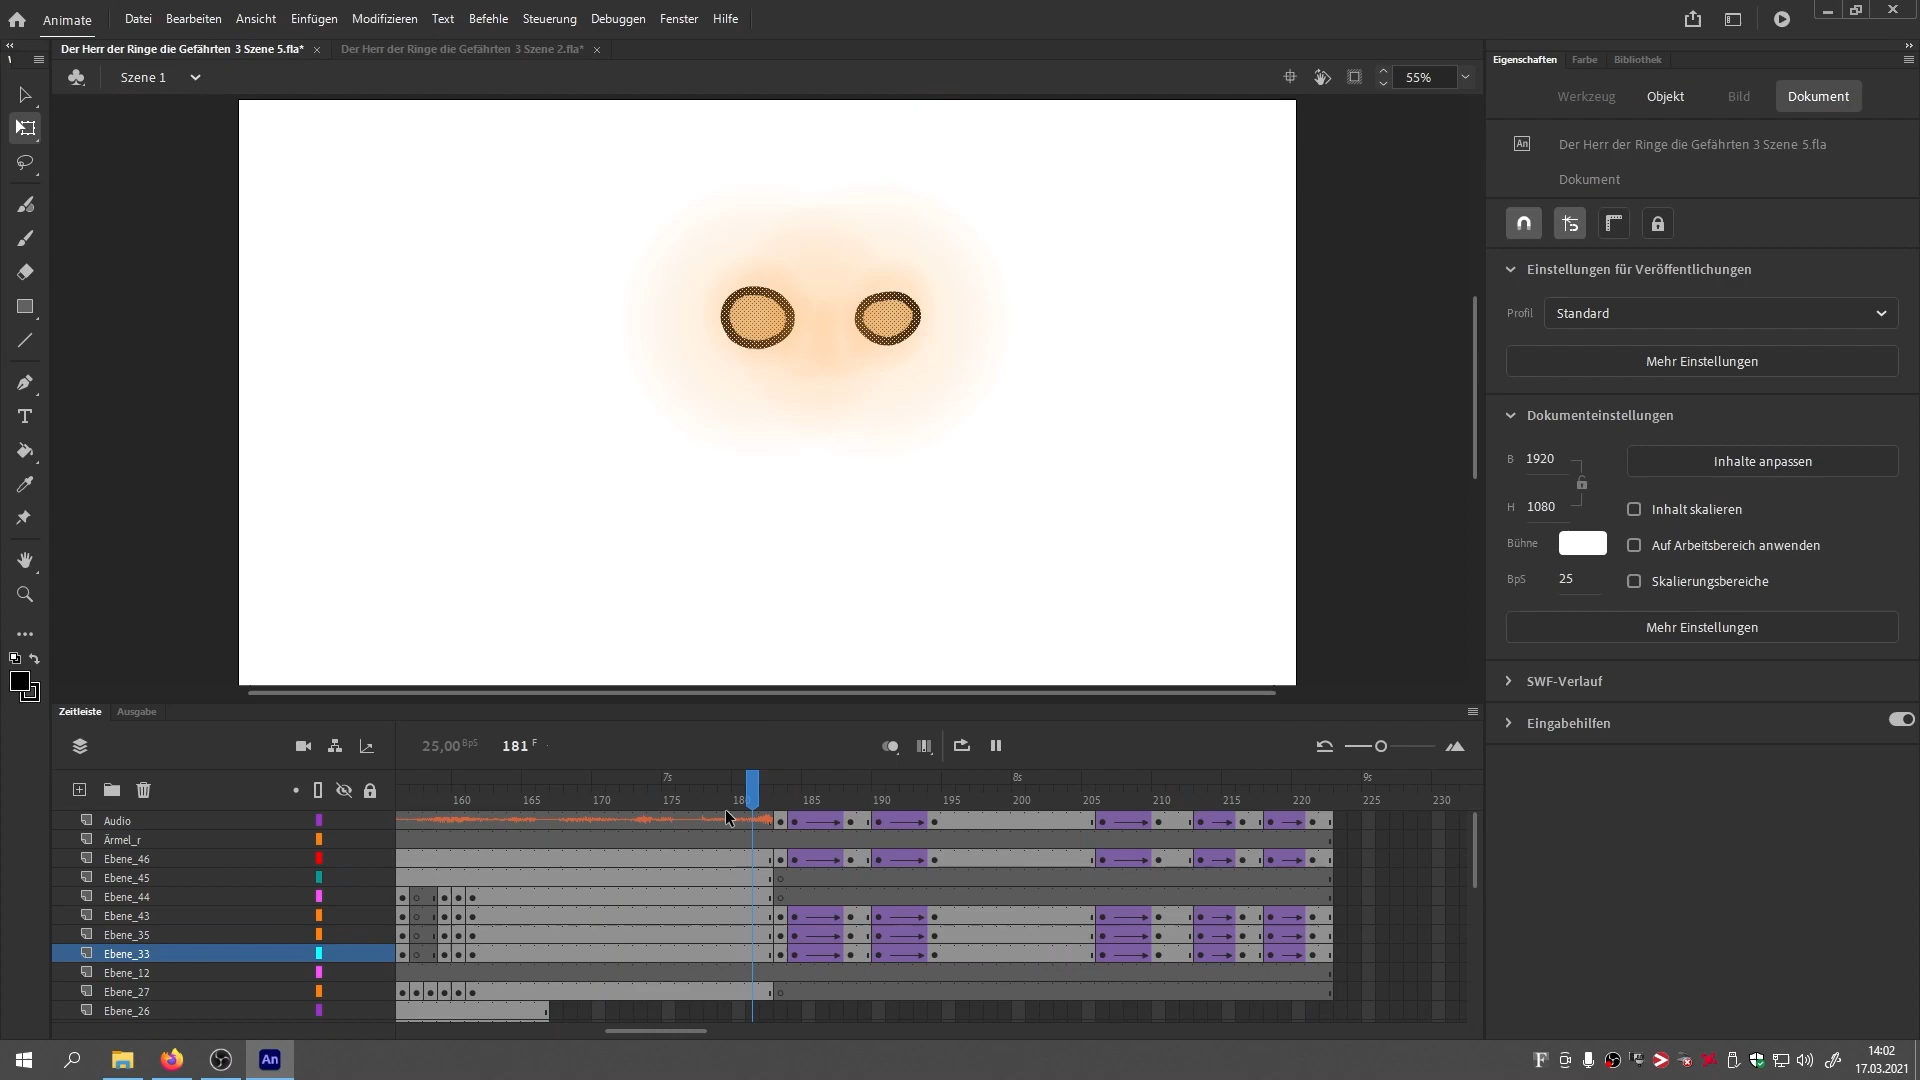 Animate
Datei Bearbeiten Ansicht Einfügen Modifizieren Text Befehle Steuerung Debuggen Fenster Hilfe
Der Herr der Ringe die Gefährten 3 Szene 5.fla* × Der Herr der Ringe die Gefährten 3 Szene 2.fla* ×
Szene 1
55%
Eigenschaften Farbe Bibliothek
Werkzeug Objekt Bild Dokument
An Der Herr der Ringe die Gefährten 3 Szene 5.fla
Dokument
Einstellungen für Veröffentlichungen
Profil Standard
Mehr Einstellungen
Dokumenteinstellungen
B 1920
Inhalte anpassen
H 1080
Inhalt skalieren
Bühne
Auf Arbeitsbereich anwenden
BpS 25
Skalierungsbereiche
Mehr Einstellungen
SWF-Verlauf
Eingabehilfen
Zeitleiste Ausgabe
25,00 BpS 181 F
7s 8s 9s
160 165 170 175 180 185 190 195 200 205 210 215 220 225 230
Audio
Ärmel_r
Ebene_46
Ebene_45
Ebene_44
Ebene_43
Ebene_35
Ebene_33
Ebene_12
Ebene_27
Ebene_26
An
14:02
17.03.2021